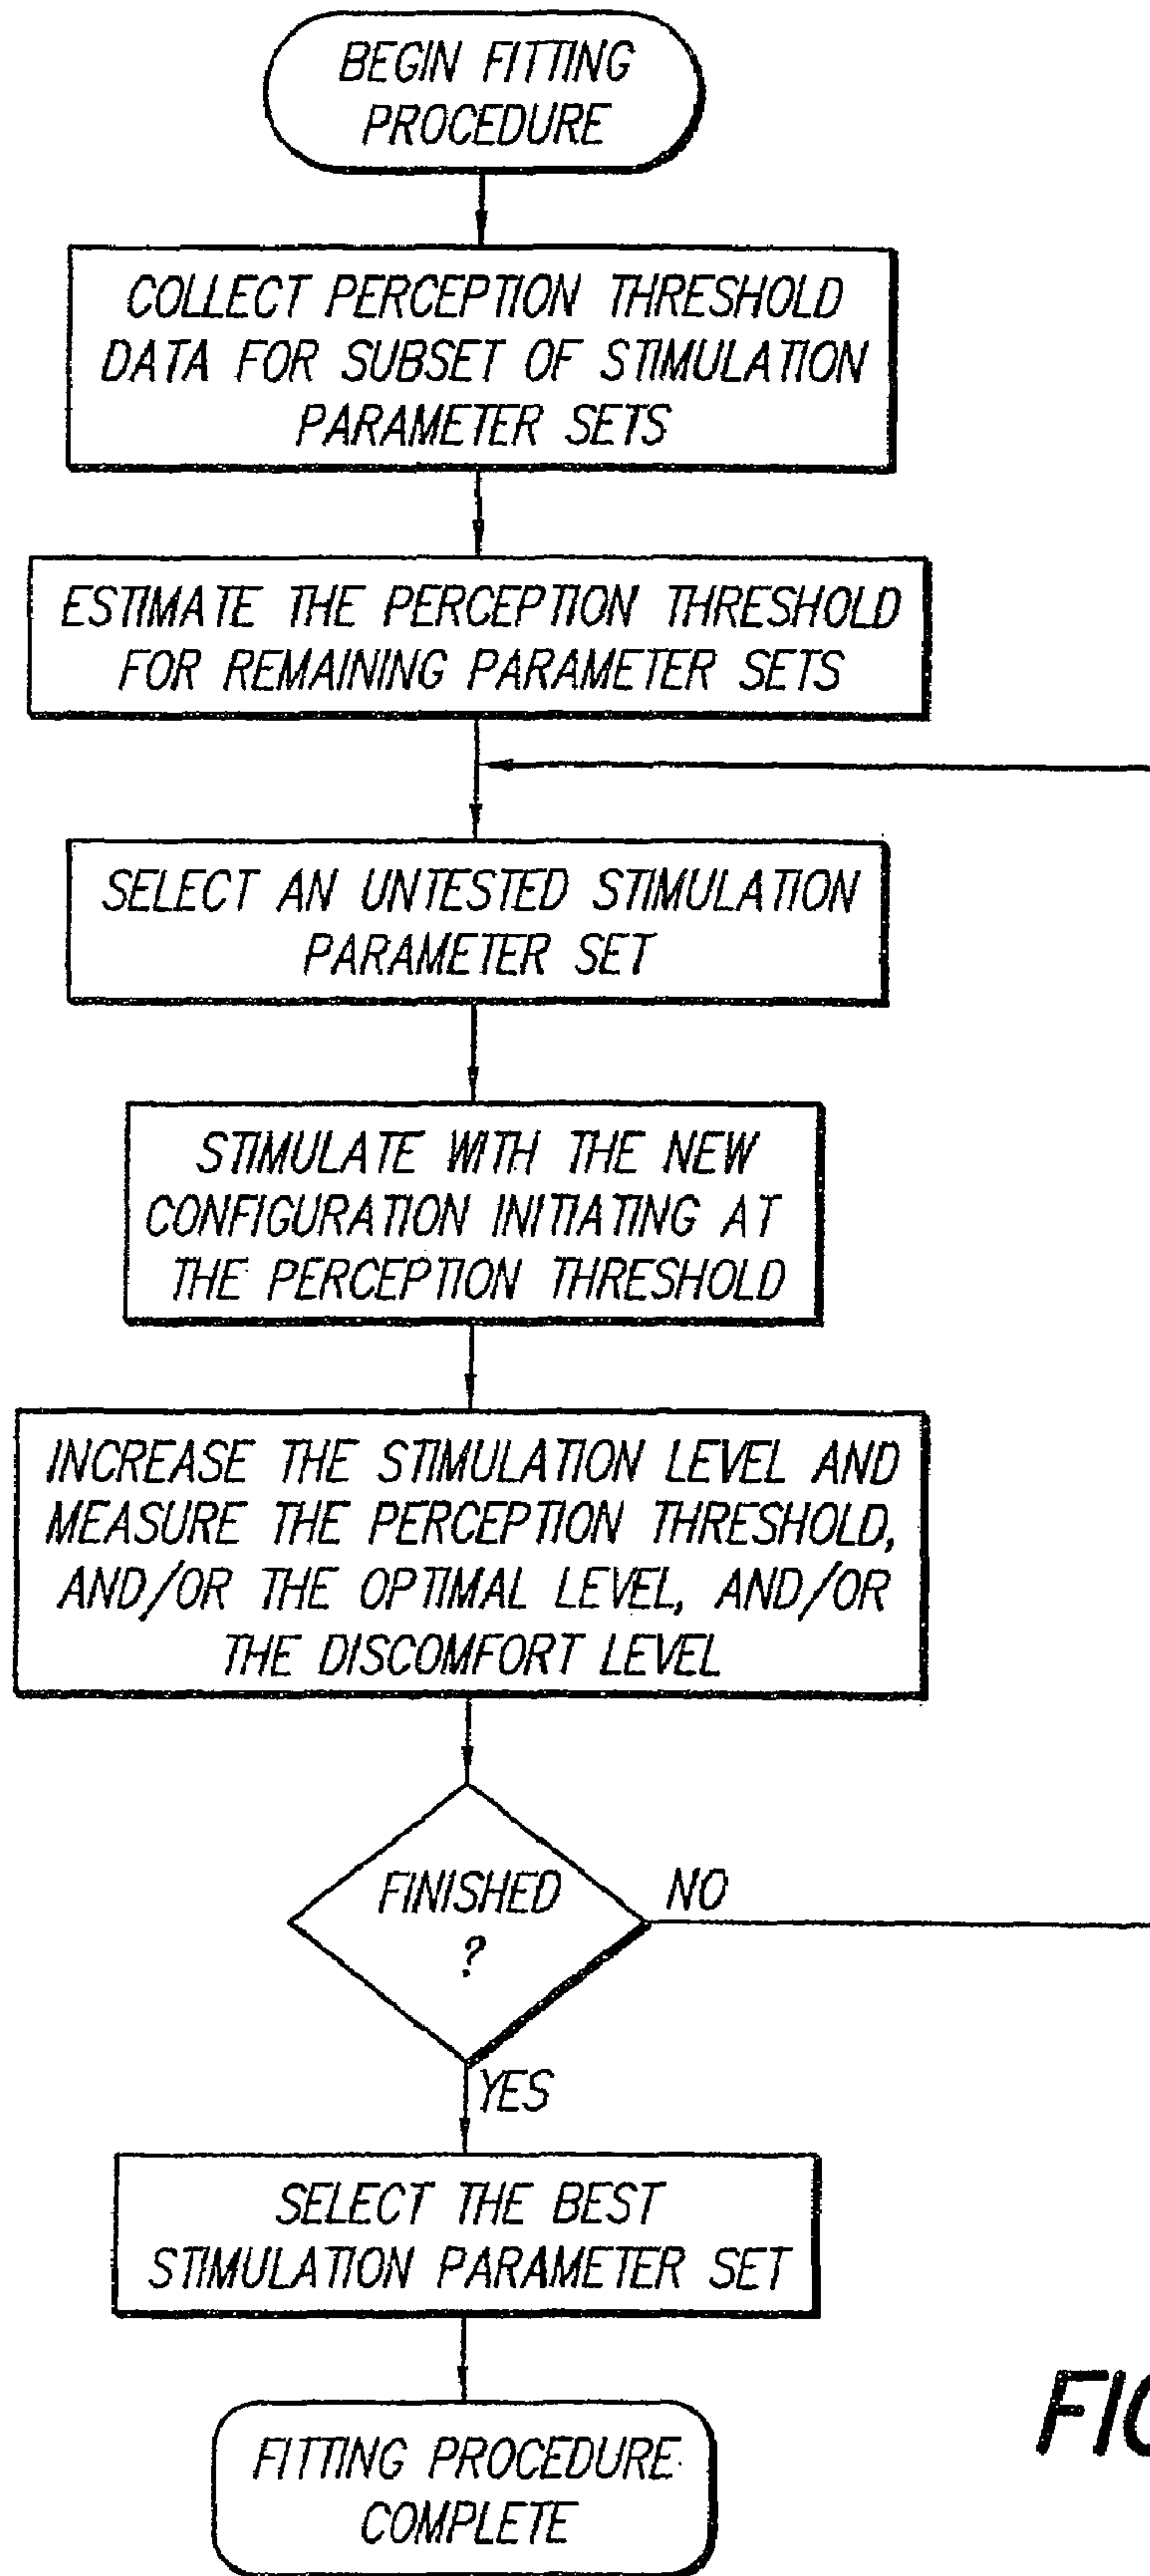 BEGIN FITTING
PROCEDURE
COLLECT PERCEPTION THRESHOLD
DATA FOR SUBSET OF STIMULATION
PARAMETER SETS
ESTIMATE THE PERCEPTION THRESHOLD
FOR REMAINING PARAMETER SETS
SELECT AN UNTESTED STIMULATION
PARAMETER SET
STIMULATE WITH THE NEW
CONFIGURATION INITIATING AT
THE PERCEPTION THRESHOLD
INCREASE THE STIMULATION LEVEL AND
MEASURE THE PERCEPTION THRESHOLD,
AND/OR THE OPTIMAL LEVEL, AND/OR
THE DISCOMFORT LEVEL
FINISHED
?
NO
YES
SELECT THE BEST
STIMULATION PARAMETER SET
FITTING PROCEDURE
COMPLETE